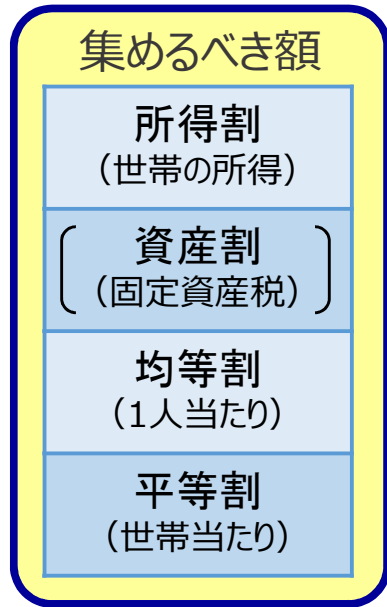 集めるべき額
所得割
（世帯の所得）
資産割
（固定資産税）
均等割
（1人当たり）
平等割
（世帯当たり）